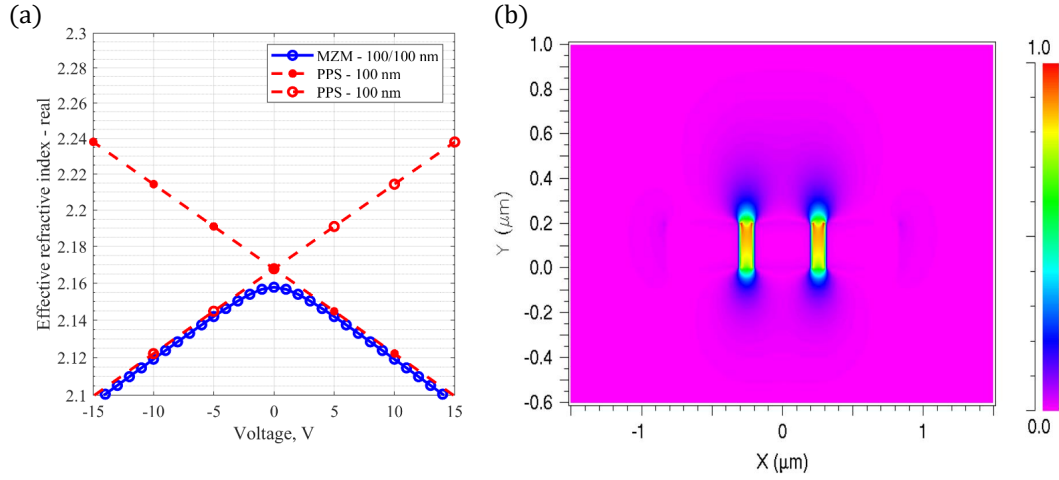 (a)
2.3
2.28
2.26
2.24
2.22
2.2
2.18
2.16
2.14
2.12
2.1
Effective refractive index - real
-15 -10 -5 0 5 10 15
Voltage, V
MZM - 100/100 nm
PPS - 100 nm
PPS - 100 nm
(b)
1.0
0.8
0.6
0.4
0.2
0.0
-0.2
-0.4
-0.6
Y (μm)
-1 0 1
X (μm)
1.0
0.0